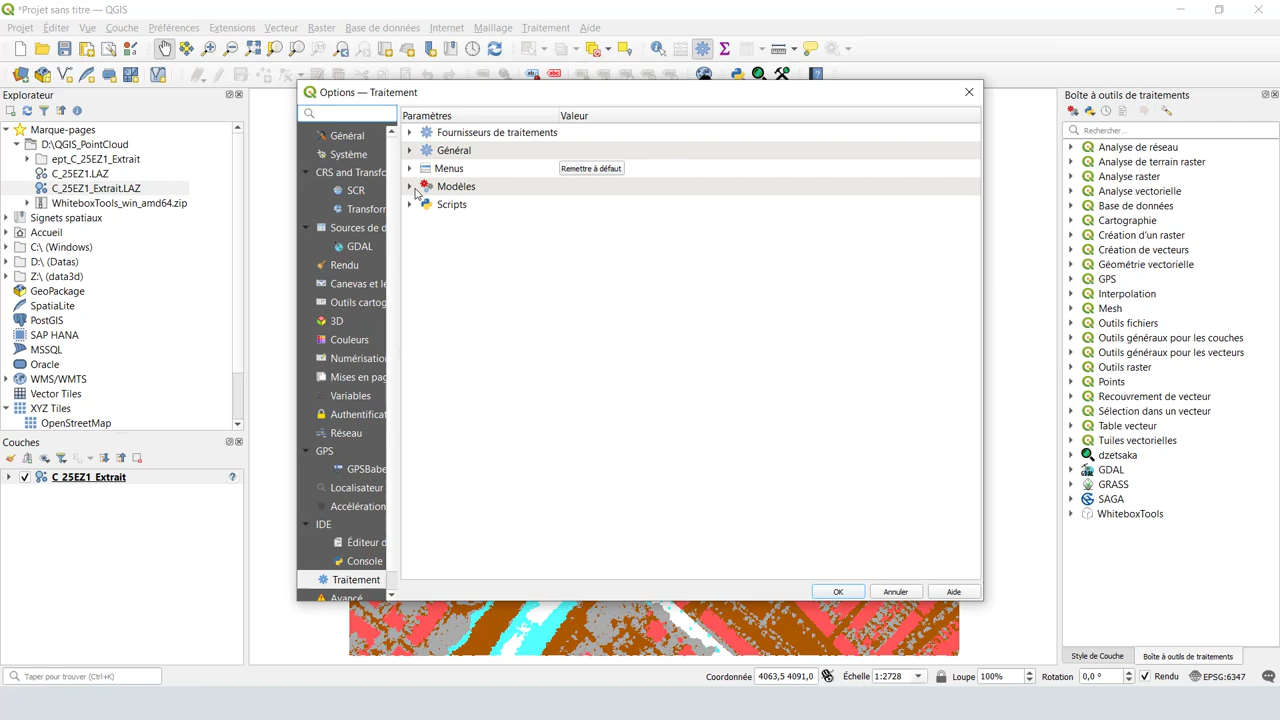 *Projet sans titre — QGIS
Projet Éditer Vue Couche Préférences Extensions Vecteur Raster Base de données Internet Maillage Traitement Aide
Explorateur
Marque-pages
D:\QGIS_PointCloud
ept_C_25EZ1_Extrait
C_25EZ1.LAZ
C_25EZ1_Extrait.LAZ
WhiteboxTools_win_amd64.zip
Signets spatiaux
Accueil
C:\ (Windows)
D:\ (Datas)
Z:\ (data3d)
GeoPackage
SpatiaLite
PostGIS
SAP HANA
MSSQL
Oracle
WMS/WMTS
Vector Tiles
XYZ Tiles
OpenStreetMap
Couches
C_25EZ1_Extrait
Options — Traitement
Général
Système
CRS and Transfo
SCR
Transform
Sources de d
GDAL
Rendu
Canevas et lé
Outils cartog
3D
Couleurs
Numérisatio
Mises en pag
Variables
Authentificat
Réseau
GPS
GPSBabe
Localisateur
Accélération
IDE
Éditeur d
Console
Traitement
Avancé
Paramètres Valeur
Fournisseurs de traitements
Général
Menus Remettre à défaut
Modèles
Scripts
OK Annuler Aide
Boîte à outils de traitements
Rechercher...
Analyse de réseau
Analyse de terrain raster
Analyse raster
Analyse vectorielle
Base de données
Cartographie
Création d'un raster
Création de vecteurs
Géométrie vectorielle
GPS
Interpolation
Mesh
Outils fichiers
Outils généraux pour les couches
Outils généraux pour les vecteurs
Outils raster
Points
Recouvrement de vecteur
Sélection dans un vecteur
Table vecteur
Tuiles vectorielles
dzetsaka
GDAL
GRASS
SAGA
WhiteboxTools
Style de Couche Boîte à outils de traitements
Taper pour trouver (Ctrl+K) Coordonnée 4063,5 4091,0 Échelle 1:2728 Loupe 100% Rotation 0,0 ° Rendu EPSG:6347